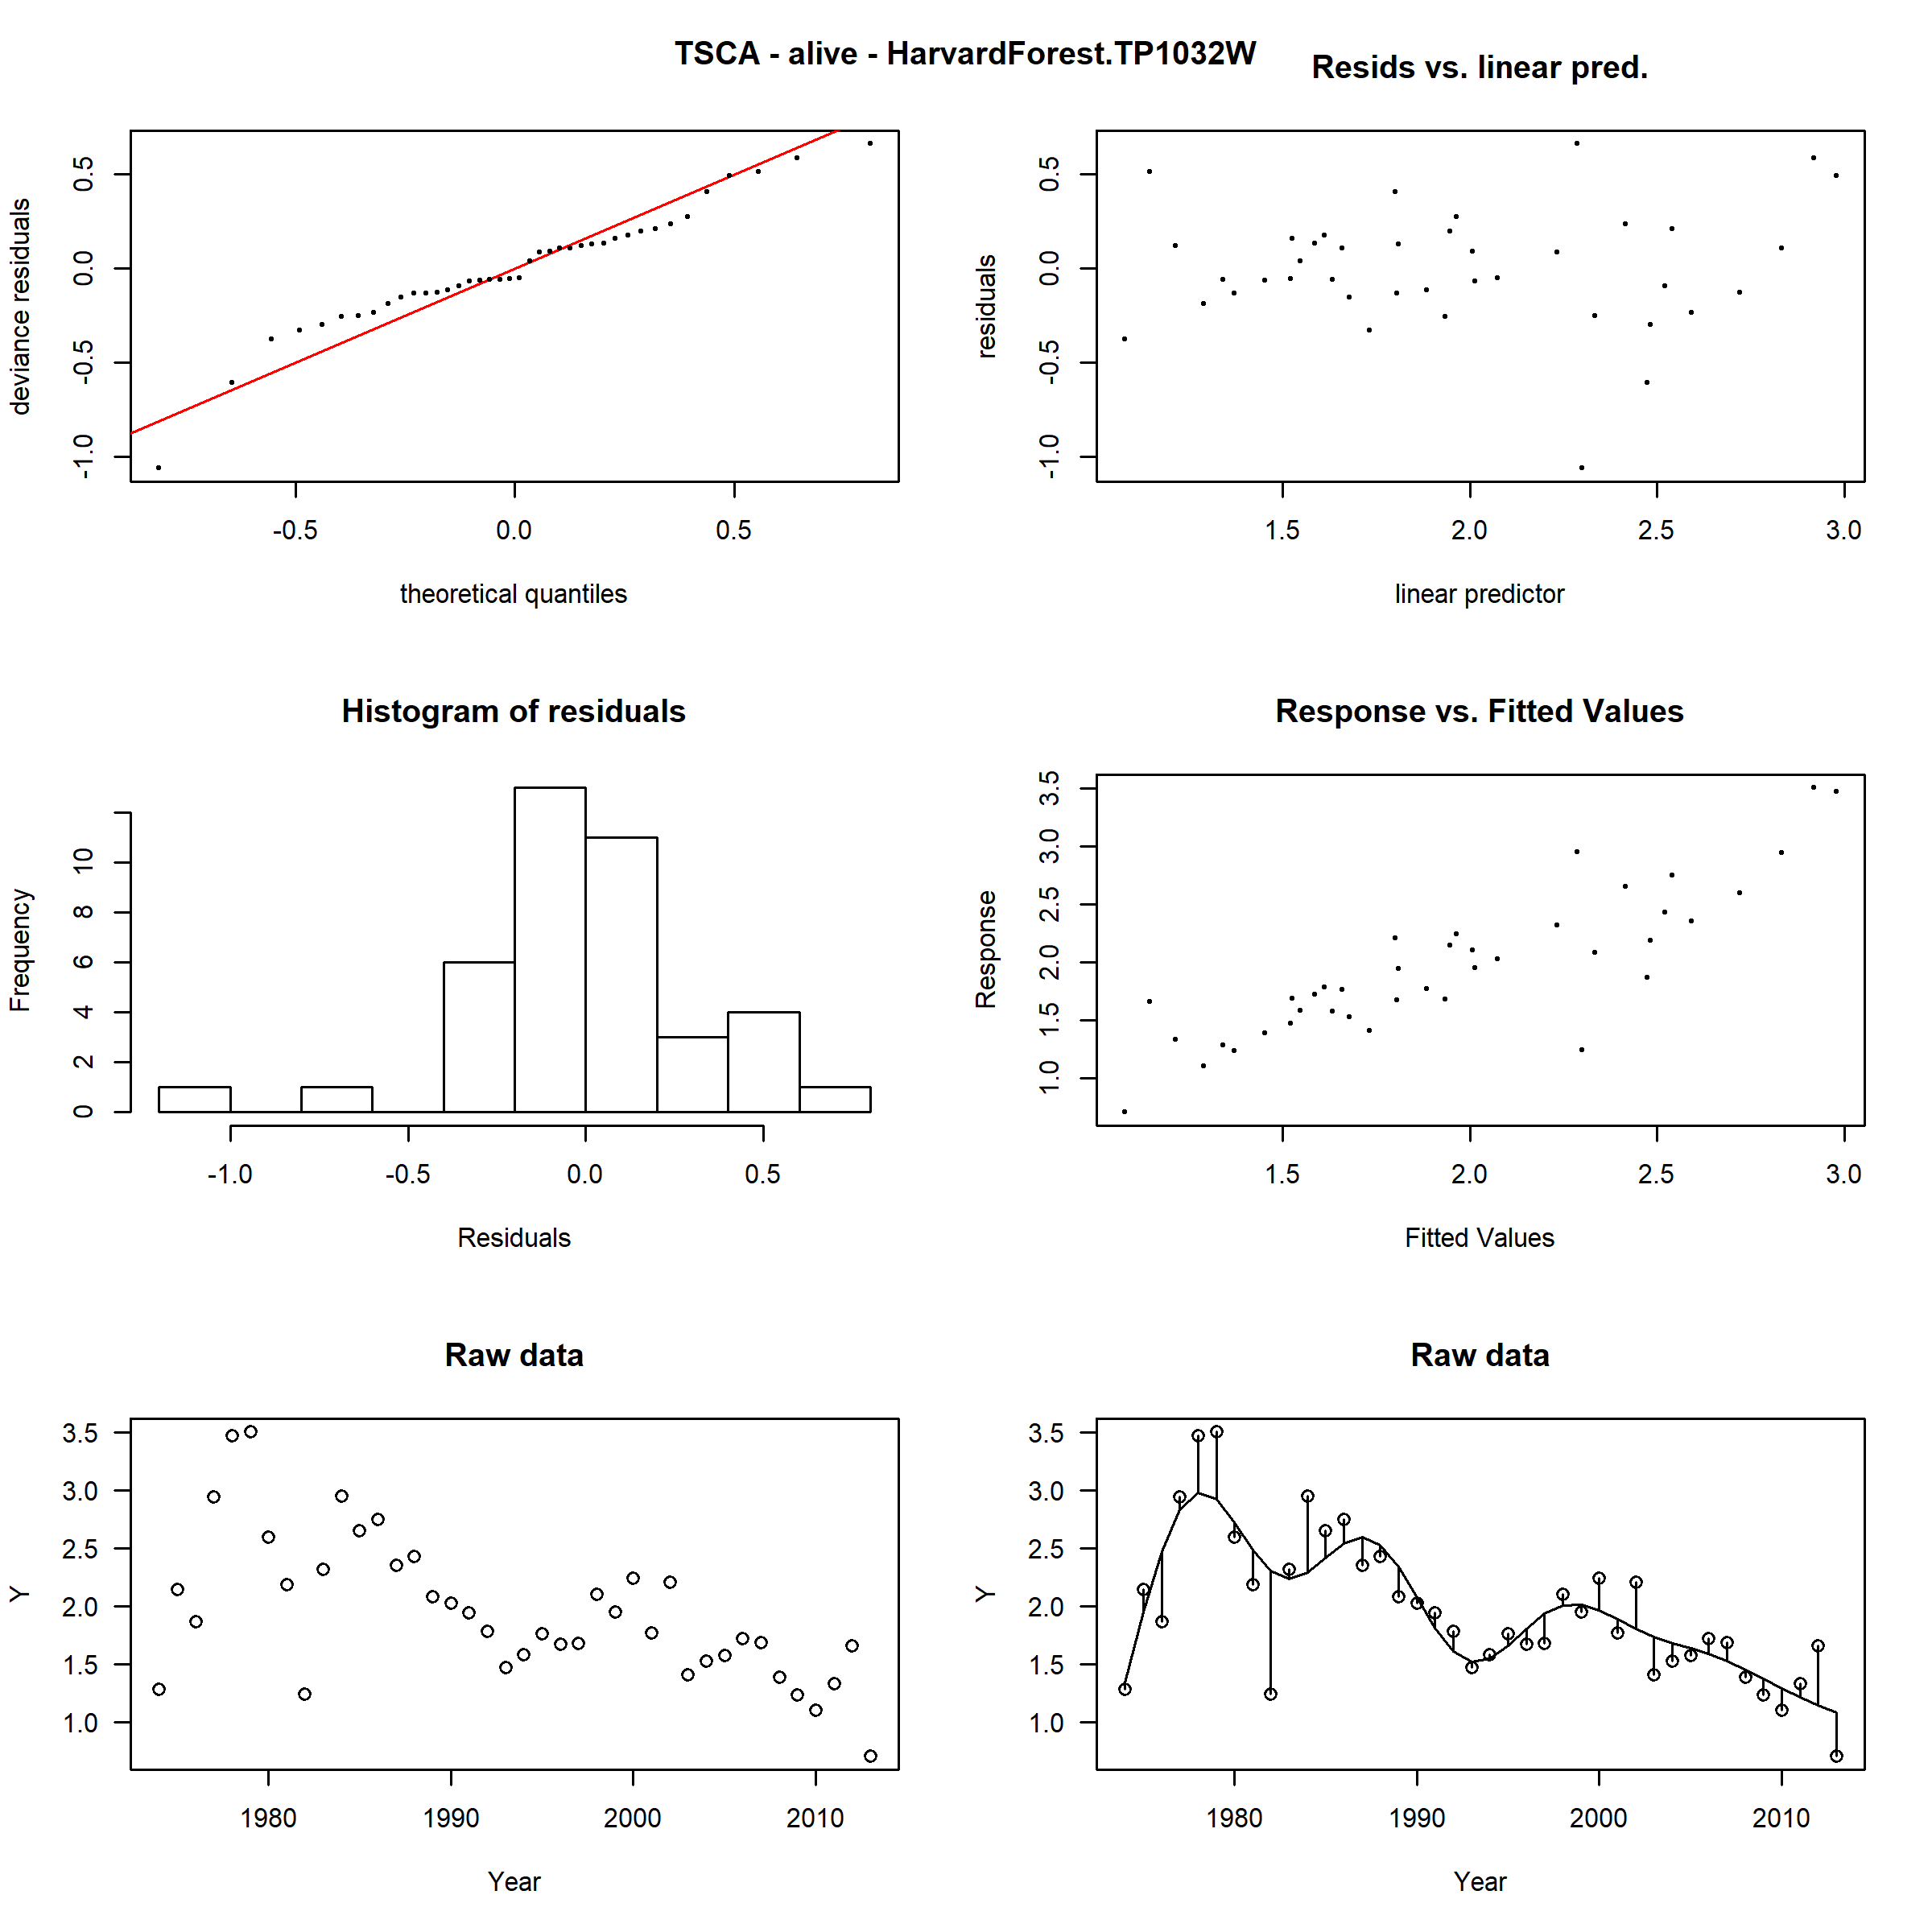 TSCA - alive - HarvardForest.TP1032W
Resids vs. linear pred.
deviance residuals
-1.0 -0.5 0.0 0.5
-0.5 0.0 0.5
theoretical quantiles
residuals
-1.0 -0.5 0.0 0.5
1.5 2.0 2.5 3.0
linear predictor
Histogram of residuals
Frequency
0 2 4 6 8 10
-1.0 -0.5 0.0 0.5
Residuals
Response vs. Fitted Values
Response
1.0 1.5 2.0 2.5 3.0 3.5
1.5 2.0 2.5 3.0
Fitted Values
Raw data
Y
3.5
3.0
2.5
2.0
1.5
1.0
1980 1990 2000 2010
Year
Raw data
Y
3.5
3.0
2.5
2.0
1.5
1.0
1980 1990 2000 2010
Year